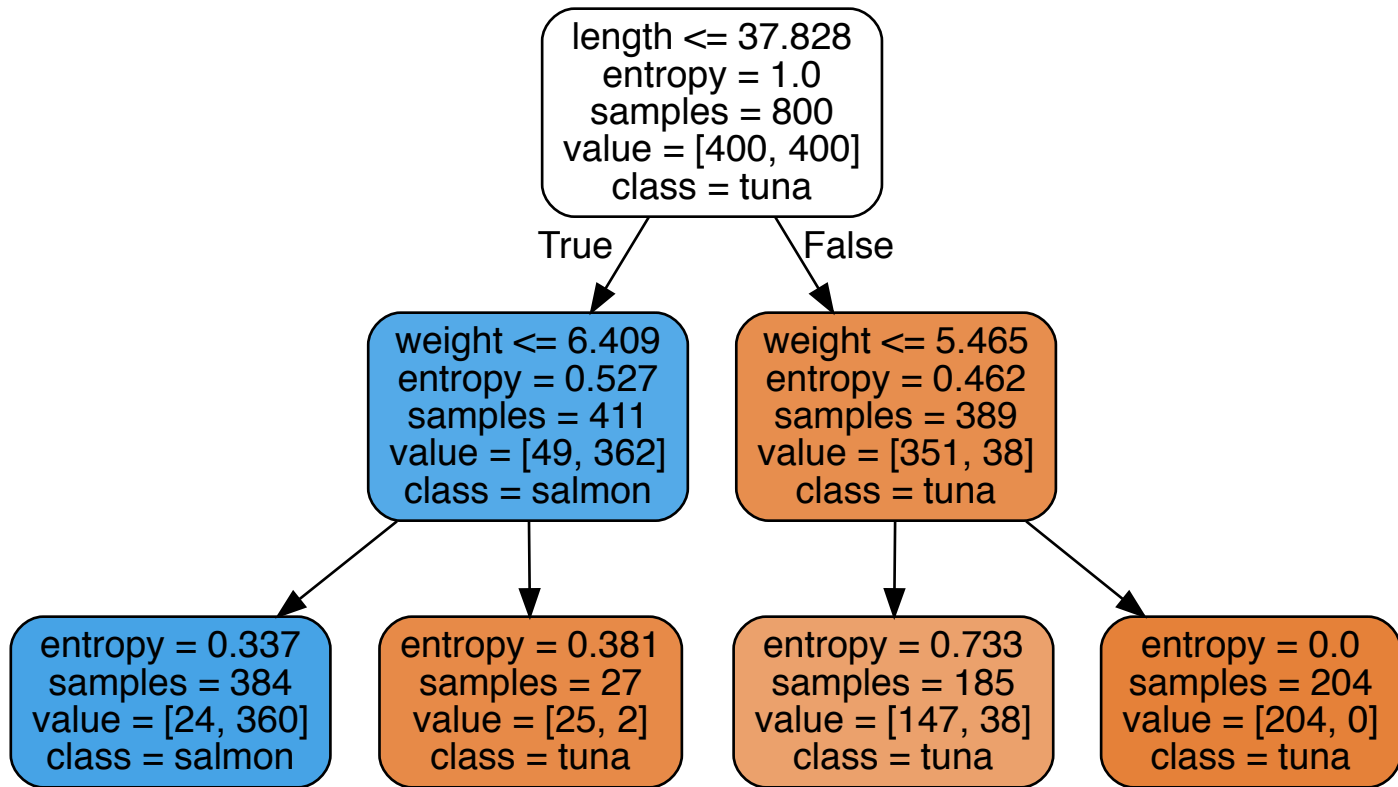 length <= 37.828
entropy = 1.0
samples = 800
value = [400, 400]
class = tuna
True
False
weight <= 6.409
entropy = 0.527
samples = 411
value = [49, 362]
class = salmon
weight <= 5.465
entropy = 0.462
samples = 389
value = [351, 38]
class = tuna
entropy = 0.337
samples = 384
value = [24, 360]
class = salmon
entropy = 0.381
samples = 27
value = [25, 2]
class = tuna
entropy = 0.733
samples = 185
value = [147, 38]
class = tuna
entropy = 0.0
samples = 204
value = [204, 0]
class = tuna